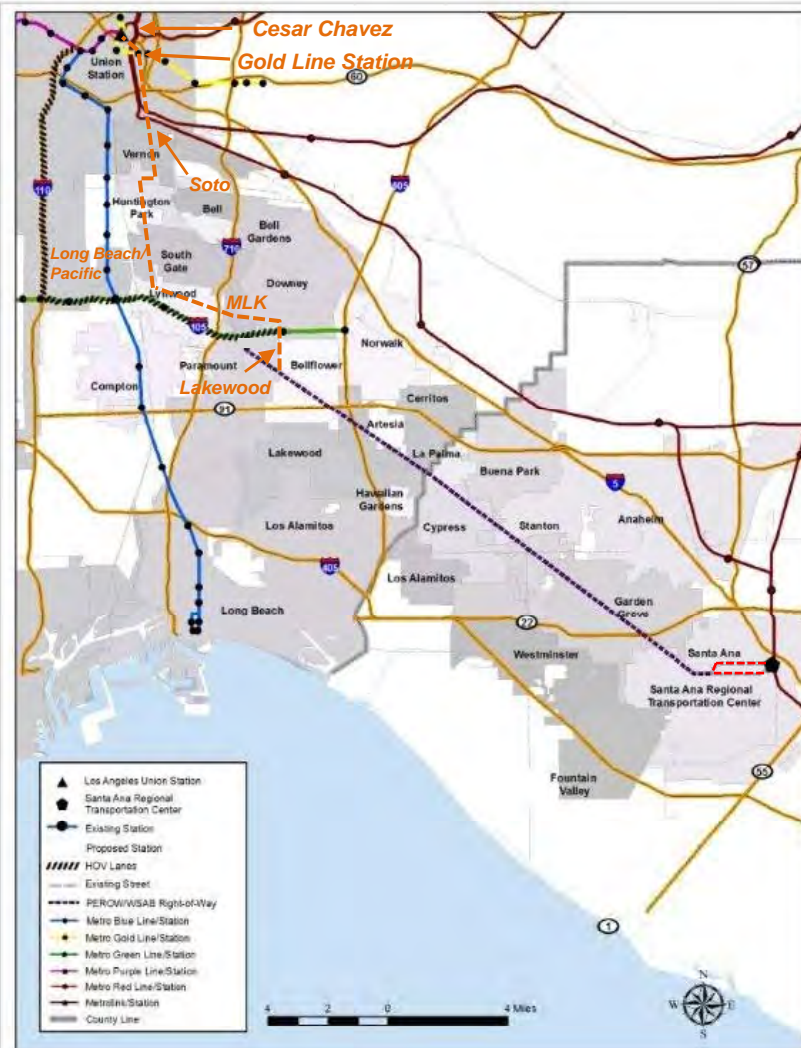 Cesar Chavez
Gold Line Station
Union
Station
60
Vernon
Soto
110
605
Huntington
Park
Bell
Bell
Gardens
710
57
Long Beach/
Pacific
South
Gate
Downey
Lynwood
MLK
105
Norwalk
Paramount
Bellflower
Compton
Lakewood
Cerritos
91
Artesia
Lakewood
La Palma
Buena Park
5
Hawaiian
Gardens
Los Alamitos
Cypress
Stanton
Anaheim
405
Los Alamitos
Long Beach
Garden
Grove
22
Westminster
Santa Ana
Santa Ana Regional
Transportation Center
55
Fountain
Valley
1
Los Angeles Union Station
Santa Ana Regional
Transportation Center
Existing Station
Proposed Station
HOV Lanes
Existing Street
PEROW/WSAB Right-of-Way
Metro Blue Line/Station
Metro Gold Line/Station
Metro Green Line/Station
Metro Purple Line/Station
Metro Red Line/Station
Metrolink/Station
County Line
4 2 0 4 Miles
N
W E
S